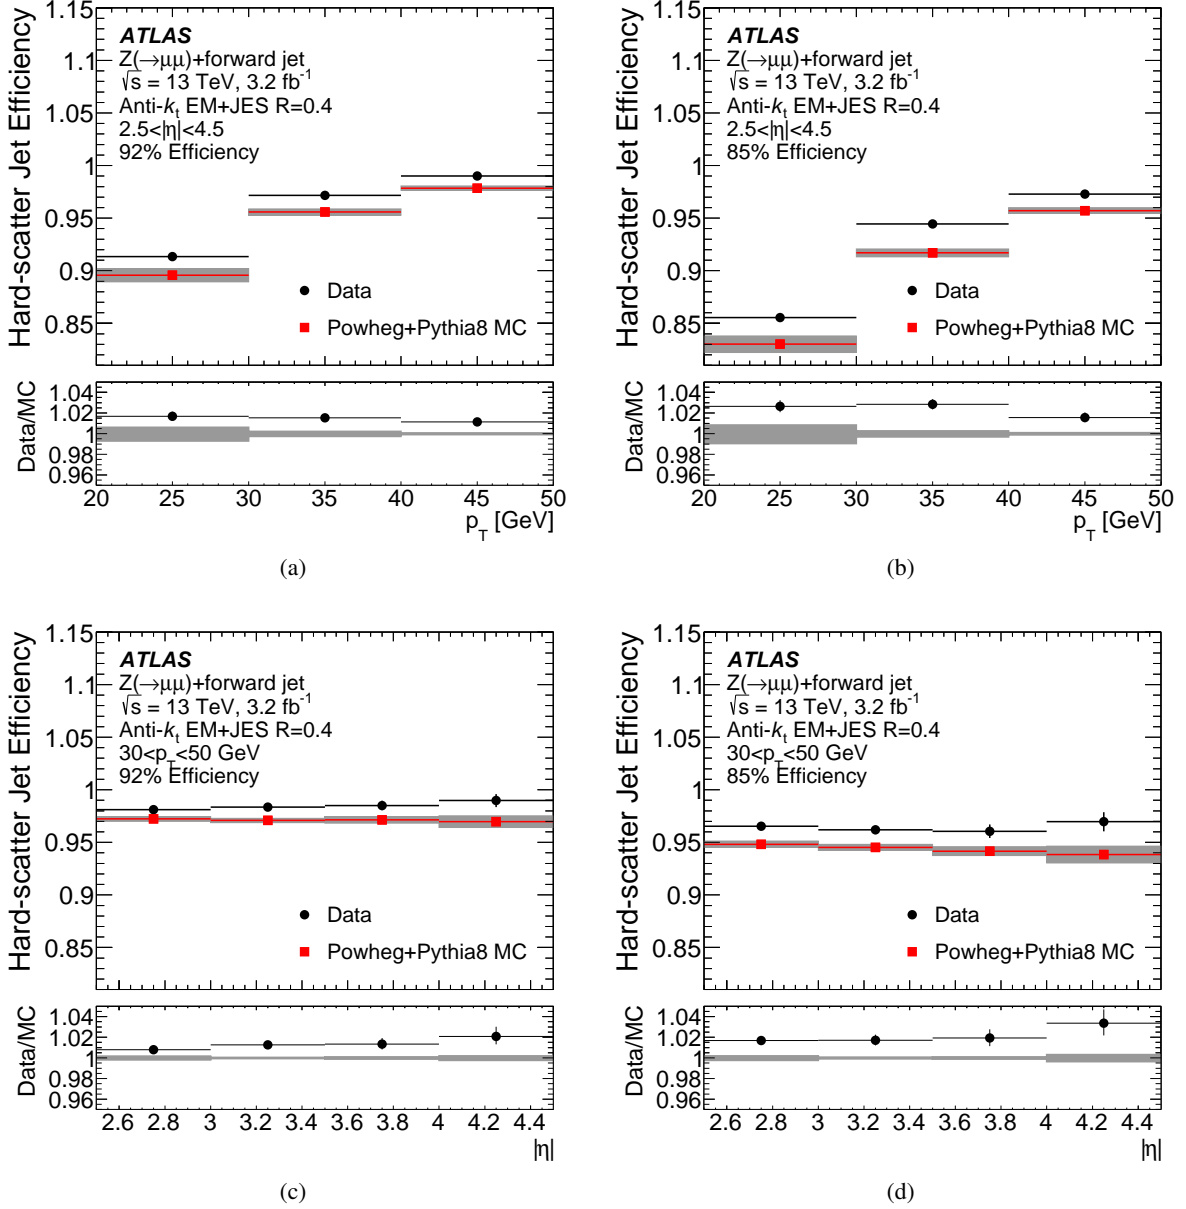 1.15
1.1
1.05
1
0.95
0.9
0.85
Hard-scatter Jet Efficiency
ATLAS
Z(→μμ)+forward jet
√s = 13 TeV, 3.2 fb⁻¹
Anti-kₜ EM+JES R=0.4
2.5<|η|<4.5
92% Efficiency
Data
Powheg+Pythia8 MC
Data/MC
1.04
1.02
1
0.98
0.96
20 25 30 35 40 45 50
p_T [GeV]
(a)
1.15
1.1
1.05
1
0.95
0.9
0.85
Hard-scatter Jet Efficiency
ATLAS
Z(→μμ)+forward jet
√s = 13 TeV, 3.2 fb⁻¹
Anti-kₜ EM+JES R=0.4
2.5<|η|<4.5
85% Efficiency
Data
Powheg+Pythia8 MC
Data/MC
1.04
1.02
1
0.98
0.96
20 25 30 35 40 45 50
p_T [GeV]
(b)
1.15
1.1
1.05
1
0.95
0.9
0.85
Hard-scatter Jet Efficiency
ATLAS
Z(→μμ)+forward jet
√s = 13 TeV, 3.2 fb⁻¹
Anti-kₜ EM+JES R=0.4
30<p_T<50 GeV
92% Efficiency
Data
Powheg+Pythia8 MC
Data/MC
1.04
1.02
1
0.98
0.96
2.6 2.8 3 3.2 3.4 3.6 3.8 4 4.2 4.4
|η|
(c)
1.15
1.1
1.05
1
0.95
0.9
0.85
Hard-scatter Jet Efficiency
ATLAS
Z(→μμ)+forward jet
√s = 13 TeV, 3.2 fb⁻¹
Anti-kₜ EM+JES R=0.4
30<p_T<50 GeV
85% Efficiency
Data
Powheg+Pythia8 MC
Data/MC
1.04
1.02
1
0.98
0.96
2.6 2.8 3 3.2 3.4 3.6 3.8 4 4.2 4.4
|η|
(d)